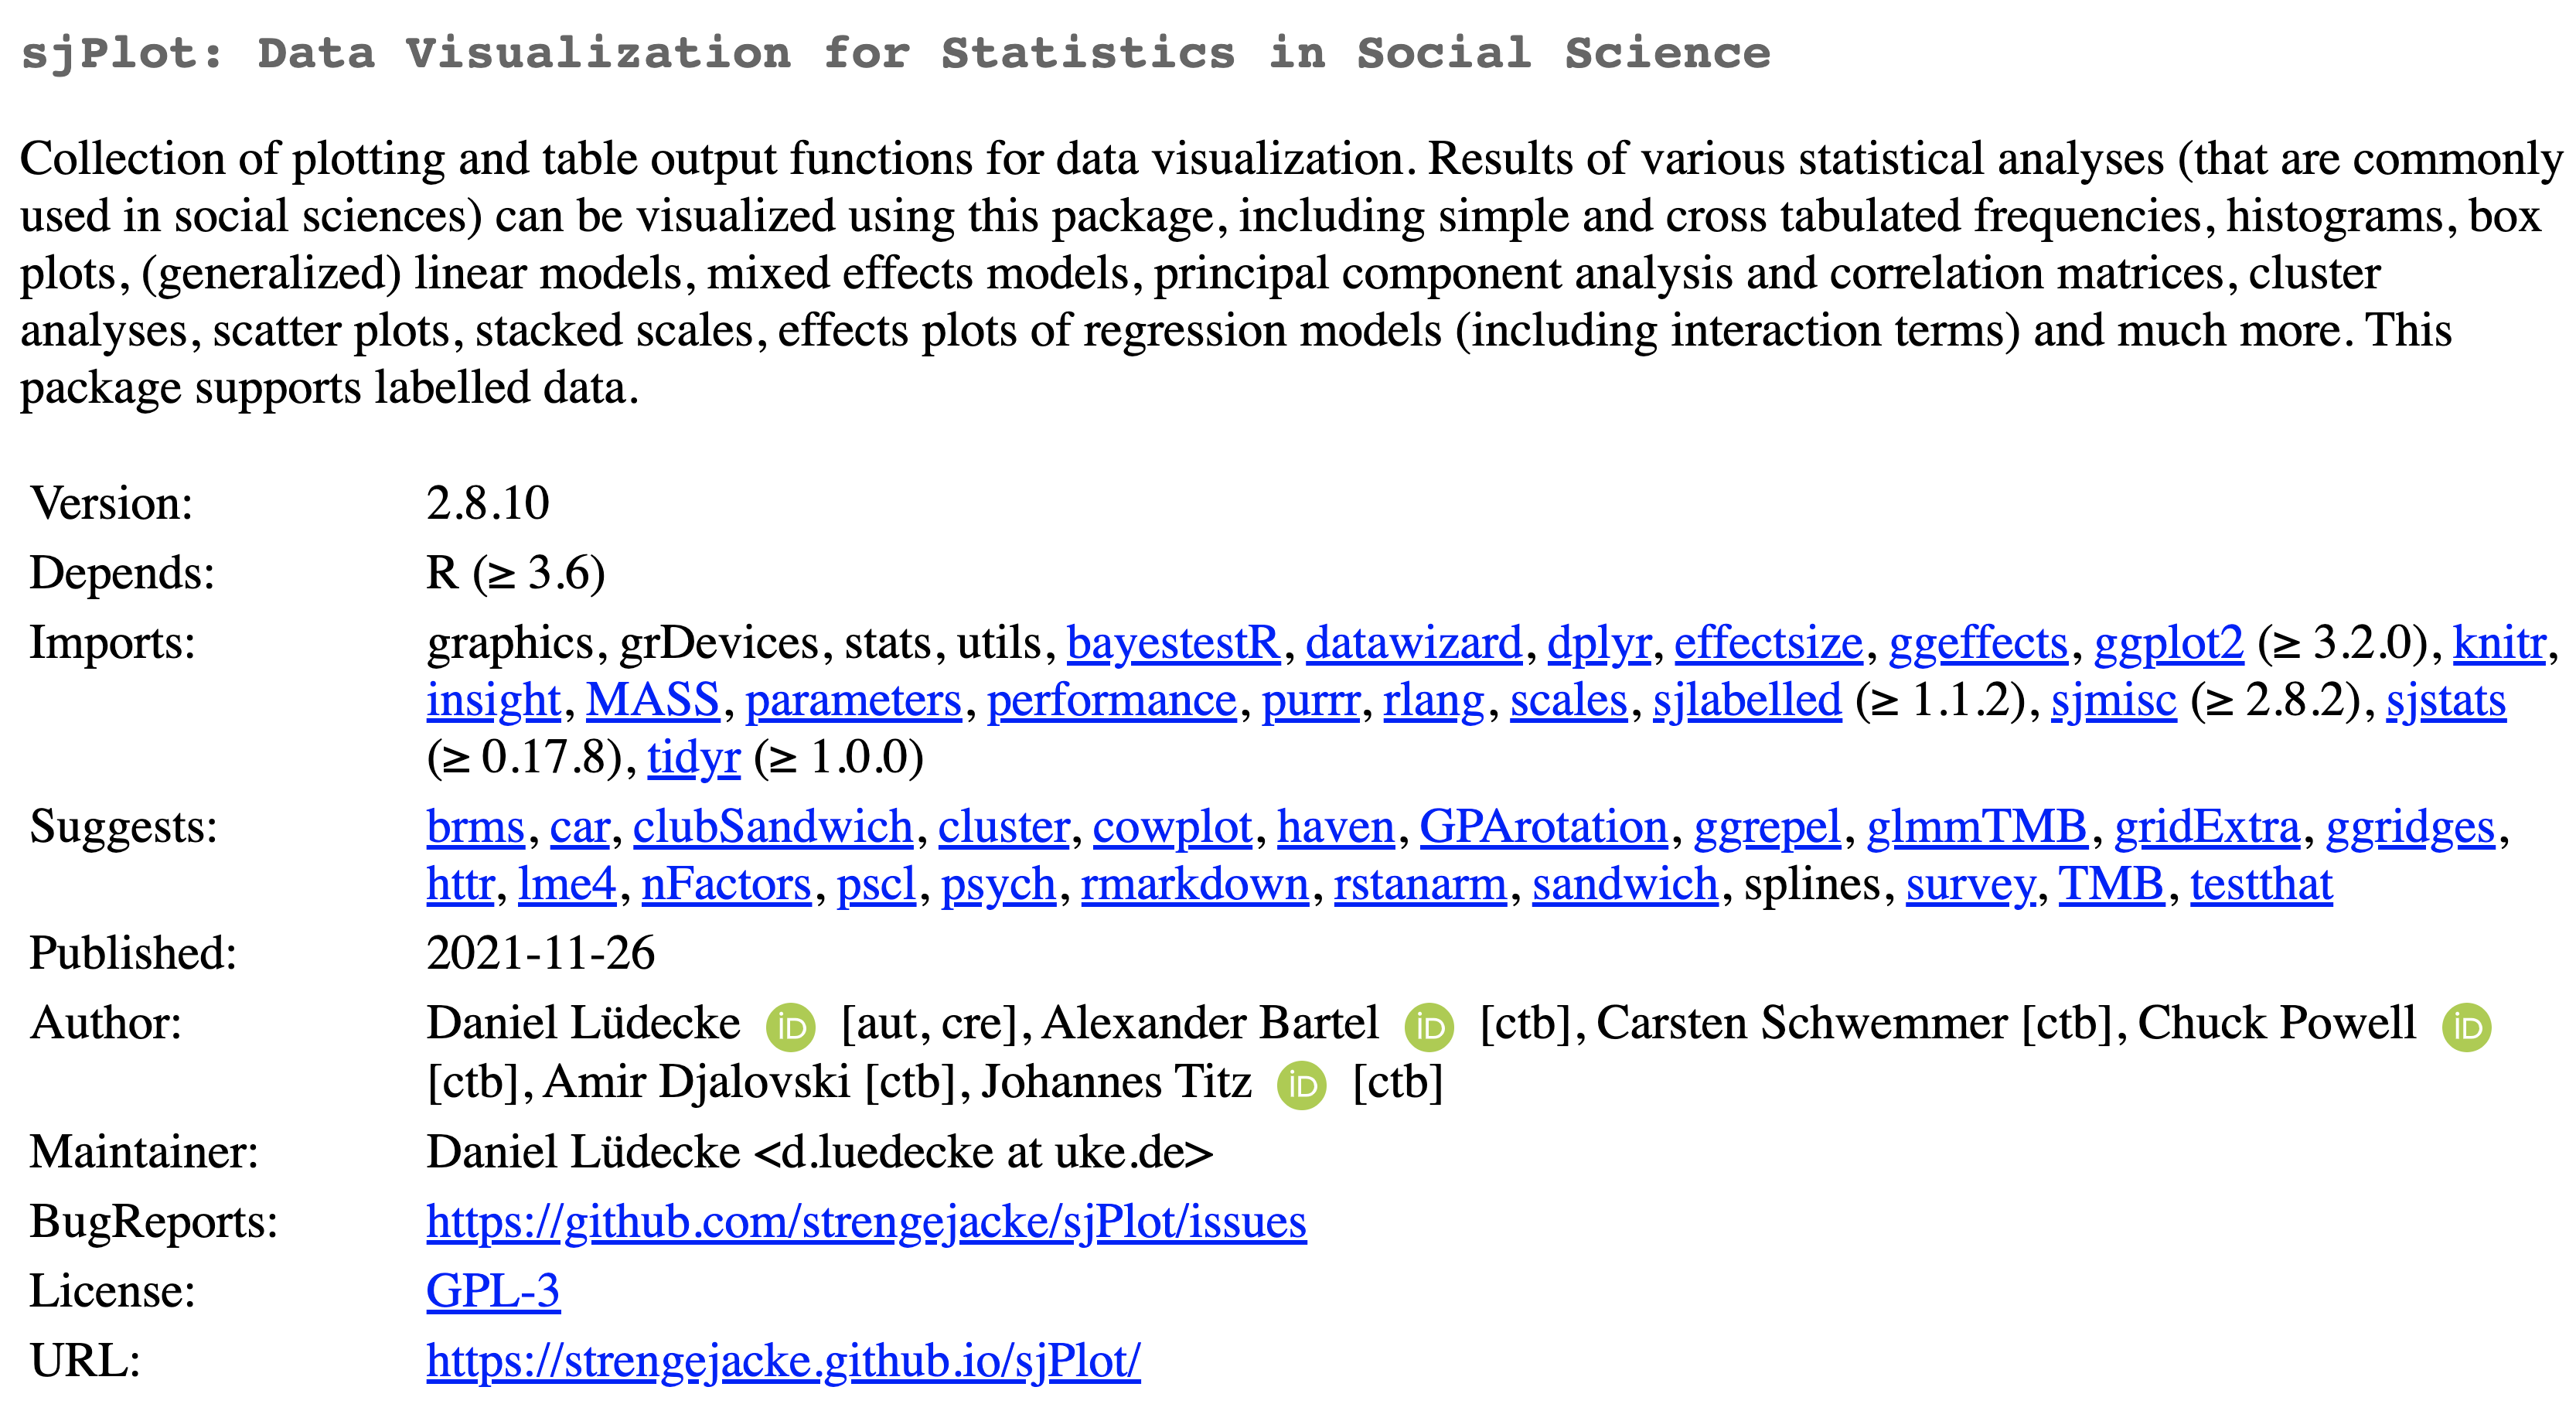 sjPlot: Data Visualization for Statistics in Social Science
Collection of plotting and table output functions for data visualization. Results of various statistical analyses (that are commonly
used in social sciences) can be visualized using this package, including simple and cross tabulated frequencies, histograms, box
plots, (generalized) linear models, mixed effects models, principal component analysis and correlation matrices, cluster
analyses, scatter plots, stacked scales, effects plots of regression models (including interaction terms) and much more. This
package supports labelled data.
Version: 2.8.10
Depends: R (≥ 3.6)
Imports: graphics, grDevices, stats, utils, bayestestR, datawizard, dplyr, effectsize, ggeffects, ggplot2 (≥ 3.2.0), knitr,
insight, MASS, parameters, performance, purrr, rlang, scales, sjlabelled (≥ 1.1.2), sjmisc (≥ 2.8.2), sjstats
(≥ 0.17.8), tidyr (≥ 1.0.0)
Suggests: brms, car, clubSandwich, cluster, cowplot, haven, GPArotation, ggrepel, glmmTMB, gridExtra, ggridges,
httr, lme4, nFactors, pscl, psych, rmarkdown, rstanarm, sandwich, splines, survey, TMB, testthat
Published: 2021-11-26
Author: Daniel Lüdecke iD [aut, cre], Alexander Bartel iD [ctb], Carsten Schwemmer [ctb], Chuck Powell iD
[ctb], Amir Djalovski [ctb], Johannes Titz iD [ctb]
Maintainer: Daniel Lüdecke <d.luedecke at uke.de>
BugReports: https://github.com/strengejacke/sjPlot/issues
License: GPL-3
URL: https://strengejacke.github.io/sjPlot/